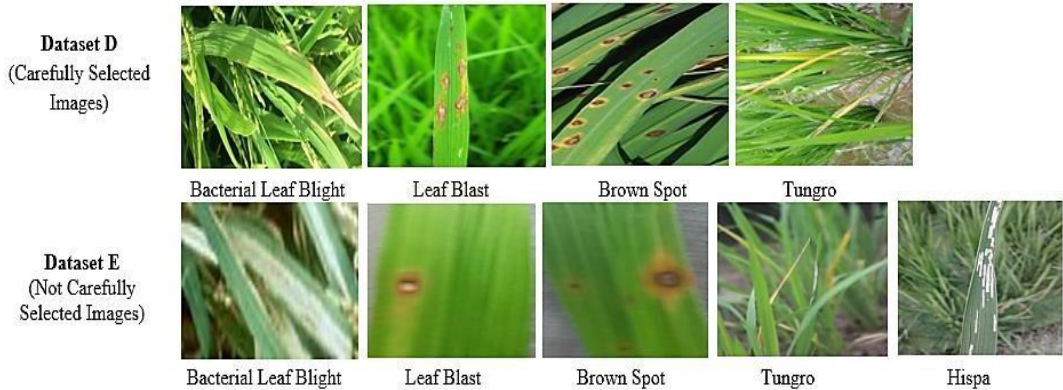 Dataset D
(Carefully Selected
Images)
Bacterial Leaf Blight
Leaf Blast
Brown Spot
Tungro
Dataset E
(Not Carefully
Selected Images)
Bacterial Leaf Blight
Leaf Blast
Brown Spot
Tungro
Hispa